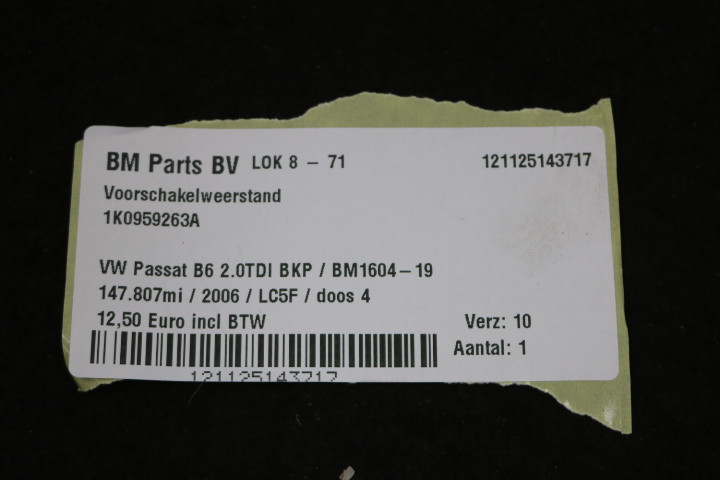 BM Parts BV LOK 8 - 71 121125143717
Voorschakelweerstand
1K0959263A
VW Passat B6 2.0TDI BKP / BM1604-19
147.807mi / 2006 / LC5F / doos 4
12,50 Euro incl BTW Verz: 10
Aantal: 1
121125143717